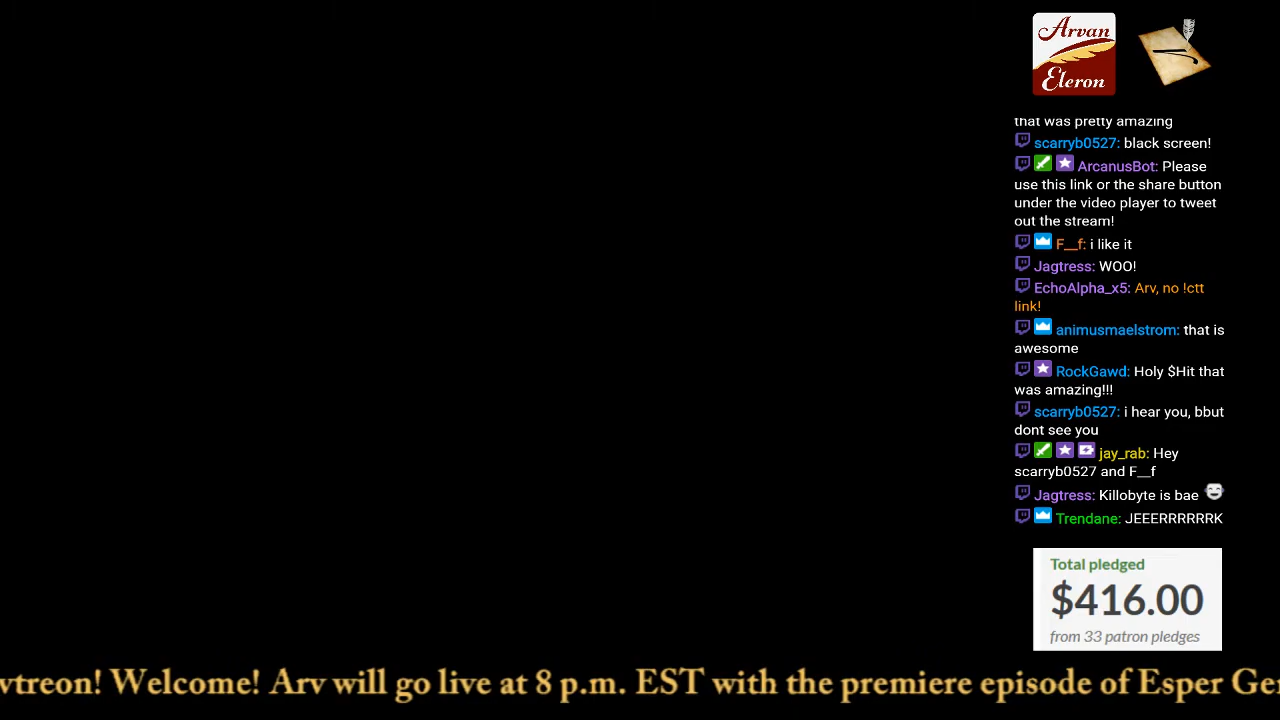 Arvan
Eleron
that was pretty amazing
scarryb0527: black screen!
ArcanusBot: Please
use this link or the share button
under the video player to tweet
out the stream!
F__f: i like it
Jagtress: WOO!
EchoAlpha_x5: Arv, no !ctt
link!
animusmaelstrom: that is
awesome
RockGawd: Holy $Hit that
was amazing!!!
scarryb0527: i hear you, bbut
dont see you
jay_rab: Hey
scarryb0527 and F__f
Jagtress: Killobyte is bae
Trendane: JEEERRRRRRK
Total pledged
$416.00
from 33 patron pledges
vtreon! Welcome! Arv will go live at 8 p.m. EST with the premiere episode of Esper Ge